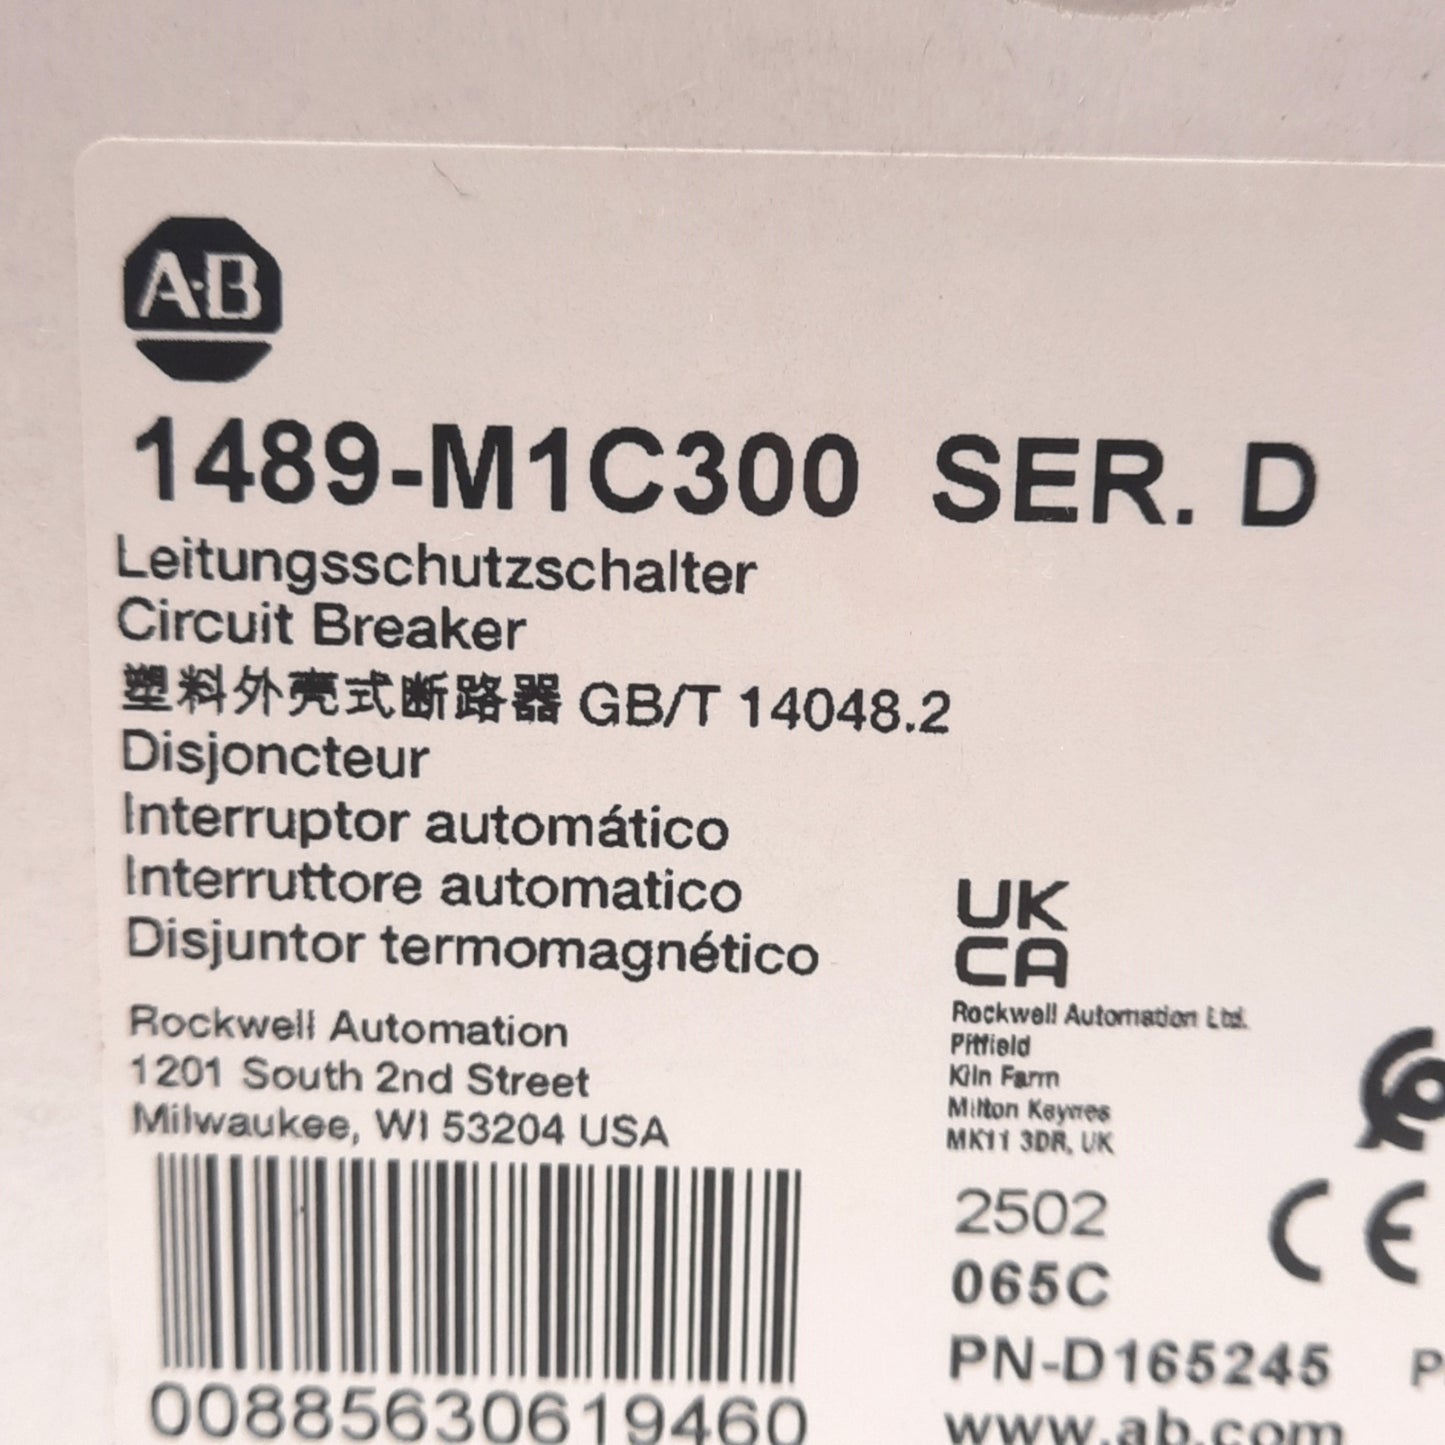 A·B
1489-M1C300 SER. D
Leitungsschutzschalter
Circuit Breaker
塑料外壳式断路器 GB/T 14048.2
Disjoncteur
Interruptor automático
Interruttore automatico
Disjuntor termomagnético
Rockwell Automation
1201 South 2nd Street
Milwaukee, WI 53204 USA
00885630619460
UK
CA
Rockwell Automation Ltd.
Pitfield
Kiln Farm
Milton Keynes
MK11 3DR, UK
2502
065C
CE
PN-D165245 P
www.ab.com